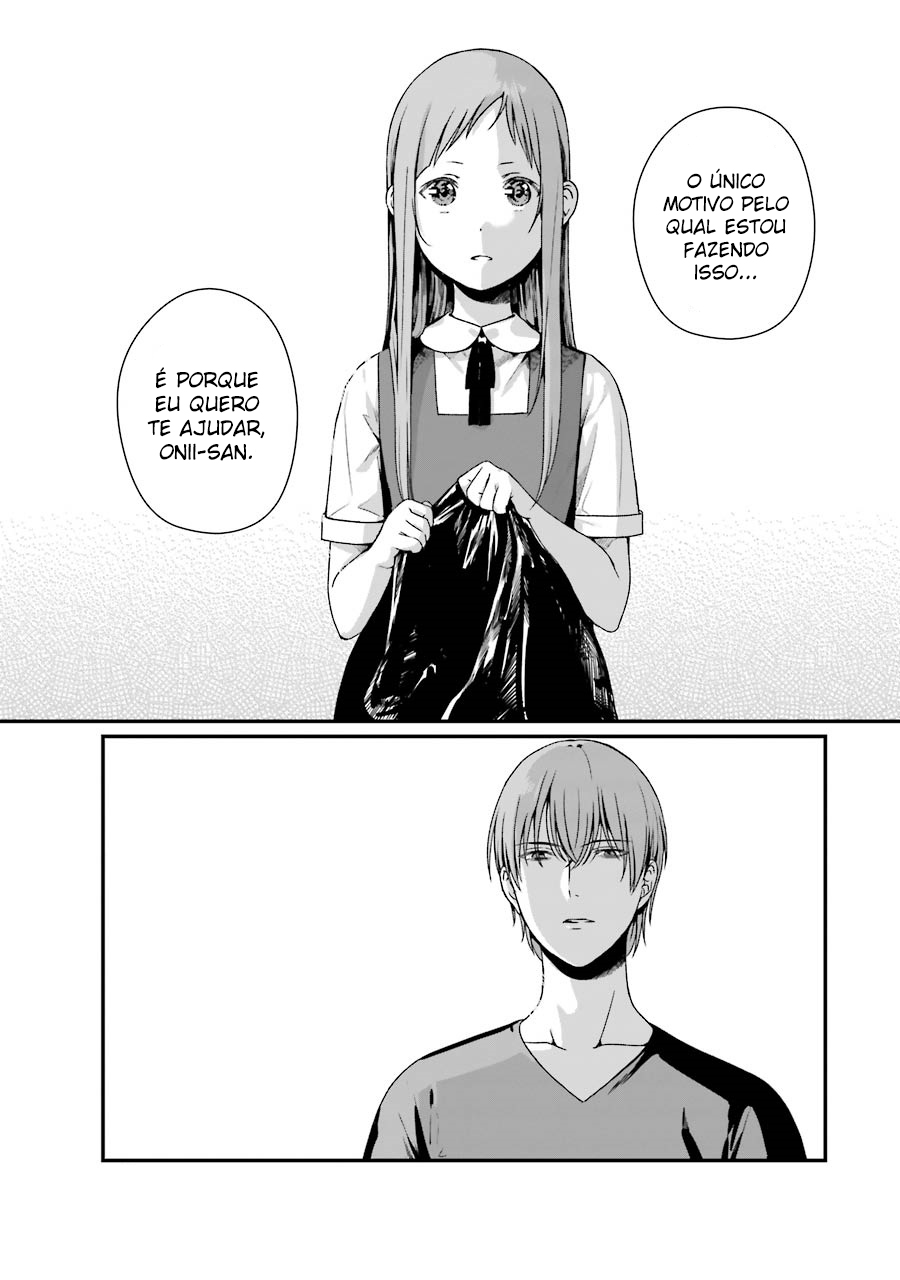 O ÚNICO
MOTIVO PELO
QUAL ESTOU
FAZENDO
ISSO...
É PORQUE
EU QUERO
TE AJUDAR,
ONII-SAN.